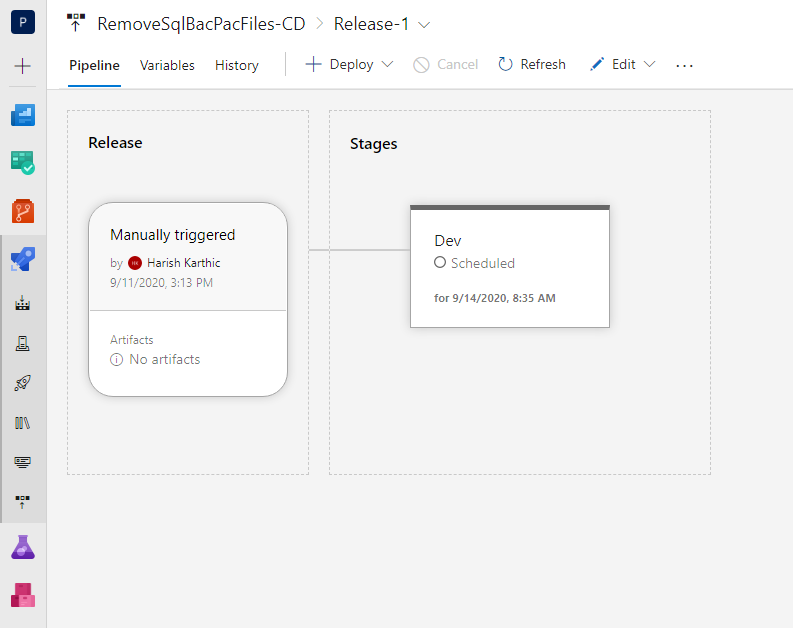 P
RemoveSqlBacPacFiles-CD > Release-1
Pipeline Variables History Deploy Cancel Refresh Edit ...
Release
Stages
Manually triggered
by HK Harish Karthic
9/11/2020, 3:13 PM
Artifacts
No artifacts
Dev
Scheduled
for 9/14/2020, 8:35 AM